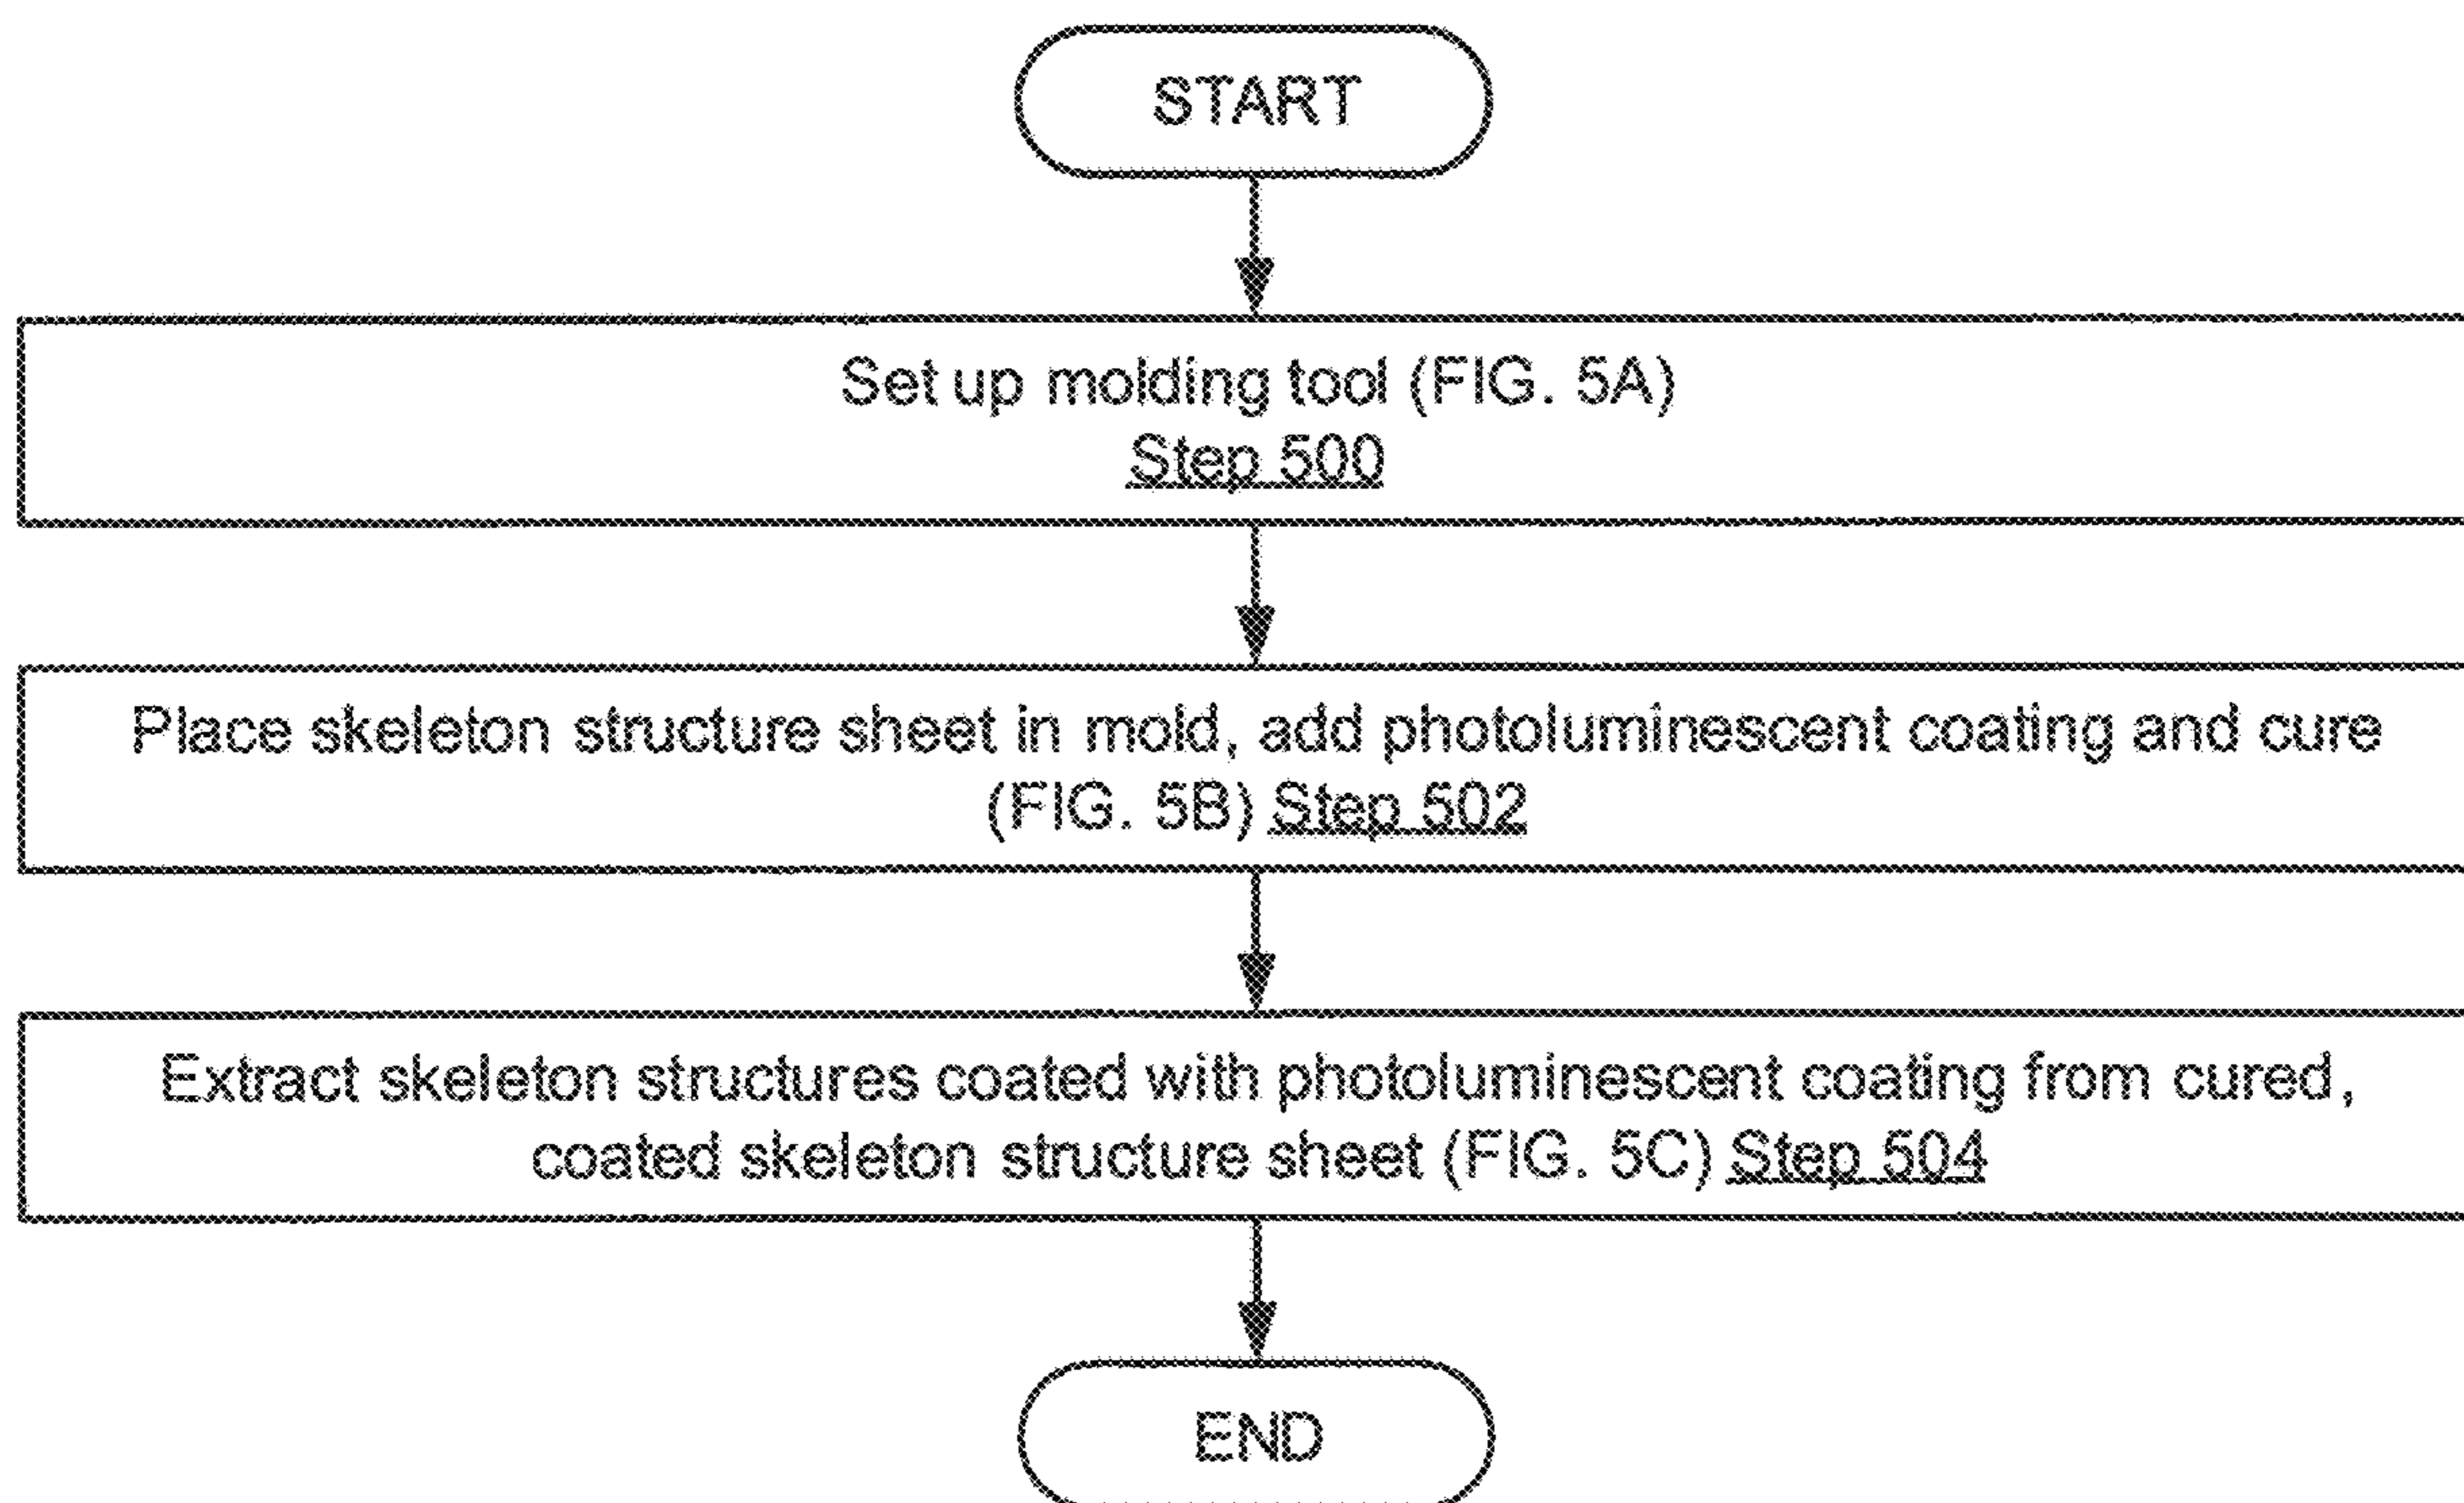 START
Set up molding tool (FIG. 5A)
Step 500
Place skeleton structure sheet in mold, add photoluminescent coating and cure
(FIG. 5B) Step 502
Extract skeleton structures coated with photoluminescent coating from cured,
coated skeleton structure sheet (FIG. 5C) Step 504
END